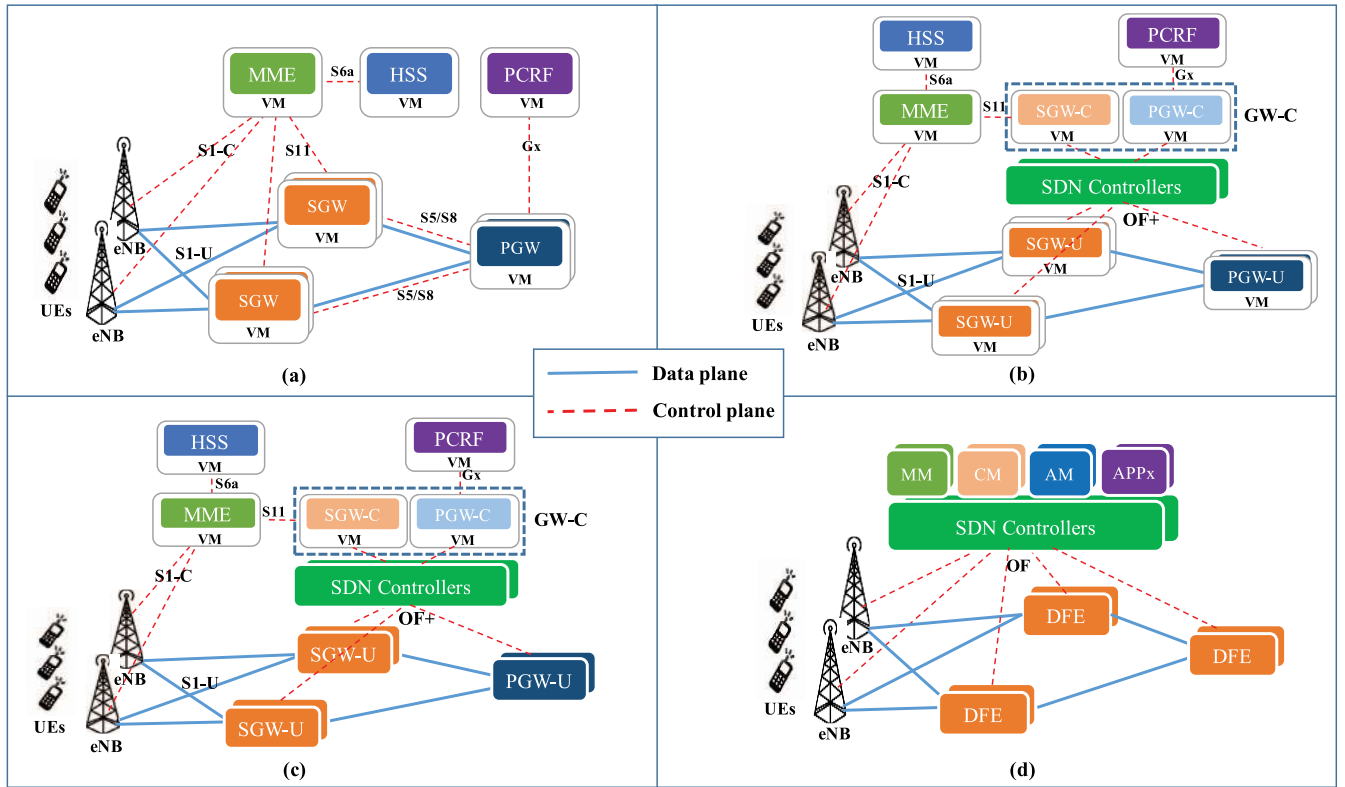 MME
VM
S6a
HSS
VM
PCRF
VM
S1-C
S11
Gx
eNB
SGW
VM
S5/S8
PGW
VM
S1-U
SGW
VM
S5/S8
UEs
eNB
(a)
HSS
VM
S6a
PCRF
VM
Gx
MME
VM
S11
SGW-C
VM
PGW-C
VM
GW-C
S1-C
SDN Controllers
OF+
eNB
SGW-U
VM
PGW-U
VM
S1-U
SGW-U
VM
UEs
eNB
(b)
Data plane
Control plane
HSS
VM
S6a
PCRF
VM
Gx
MME
VM
S11
SGW-C
VM
PGW-C
VM
GW-C
S1-C
SDN Controllers
OF+
eNB
SGW-U
PGW-U
S1-U
SGW-U
UEs
eNB
(c)
MM
CM
AM
APPx
SDN Controllers
OF
eNB
DFE
DFE
DFE
UEs
eNB
(d)